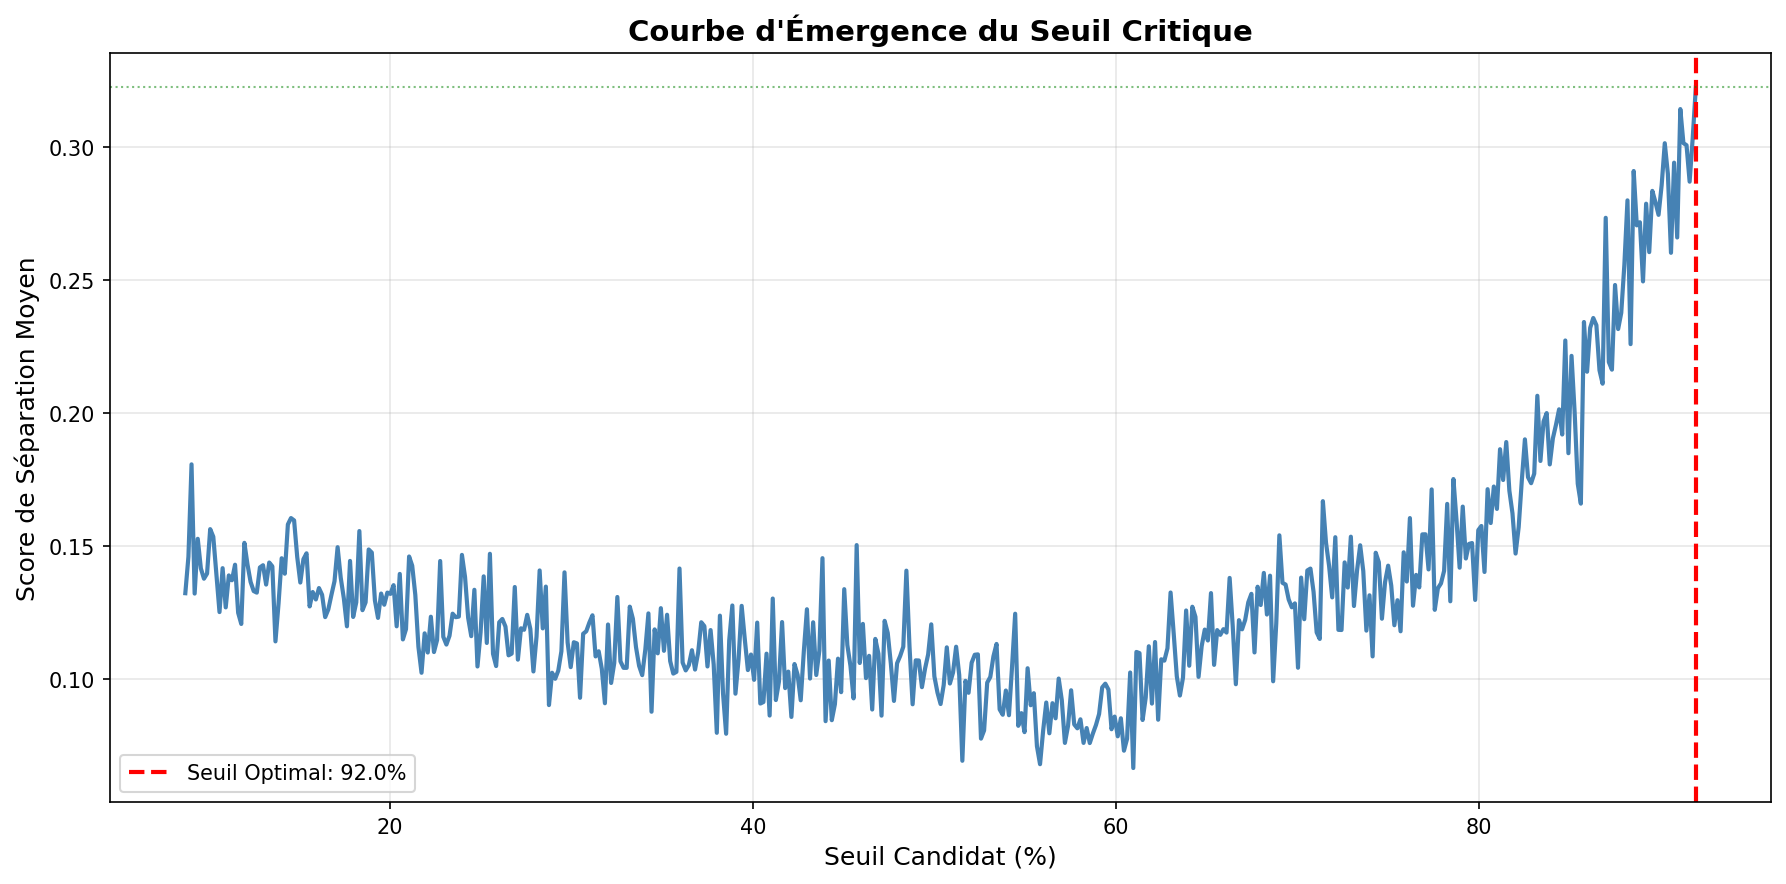 Courbe d'Émergence du Seuil Critique
Score de Séparation Moyen
0.30
0.25
0.20
0.15
0.10
Seuil Optimal: 92.0%
20
40
60
80
Seuil Candidat (%)